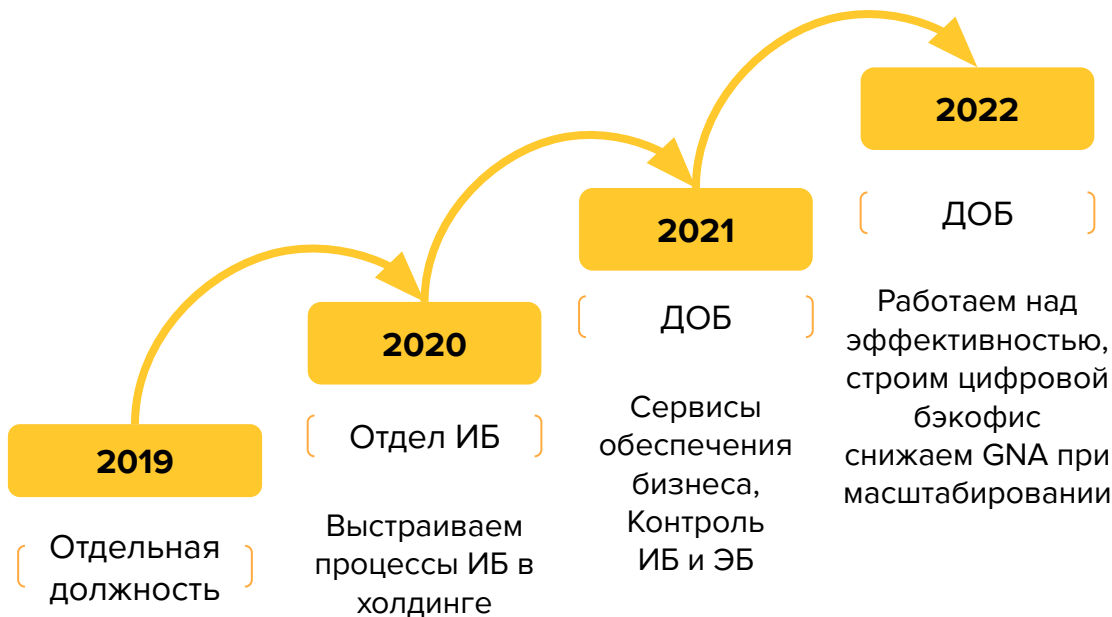 2019
Отдельная
должность
2020
Отдел ИБ
Выстраиваем
процессы ИБ в
холдинге
2021
ДОБ
Сервисы
обеспечения
бизнеса,
Контроль
ИБ и ЭБ
2022
ДОБ
Работаем над
эффективностью,
строим цифровой
бэкофис
снижаем GNA при
масштабировании